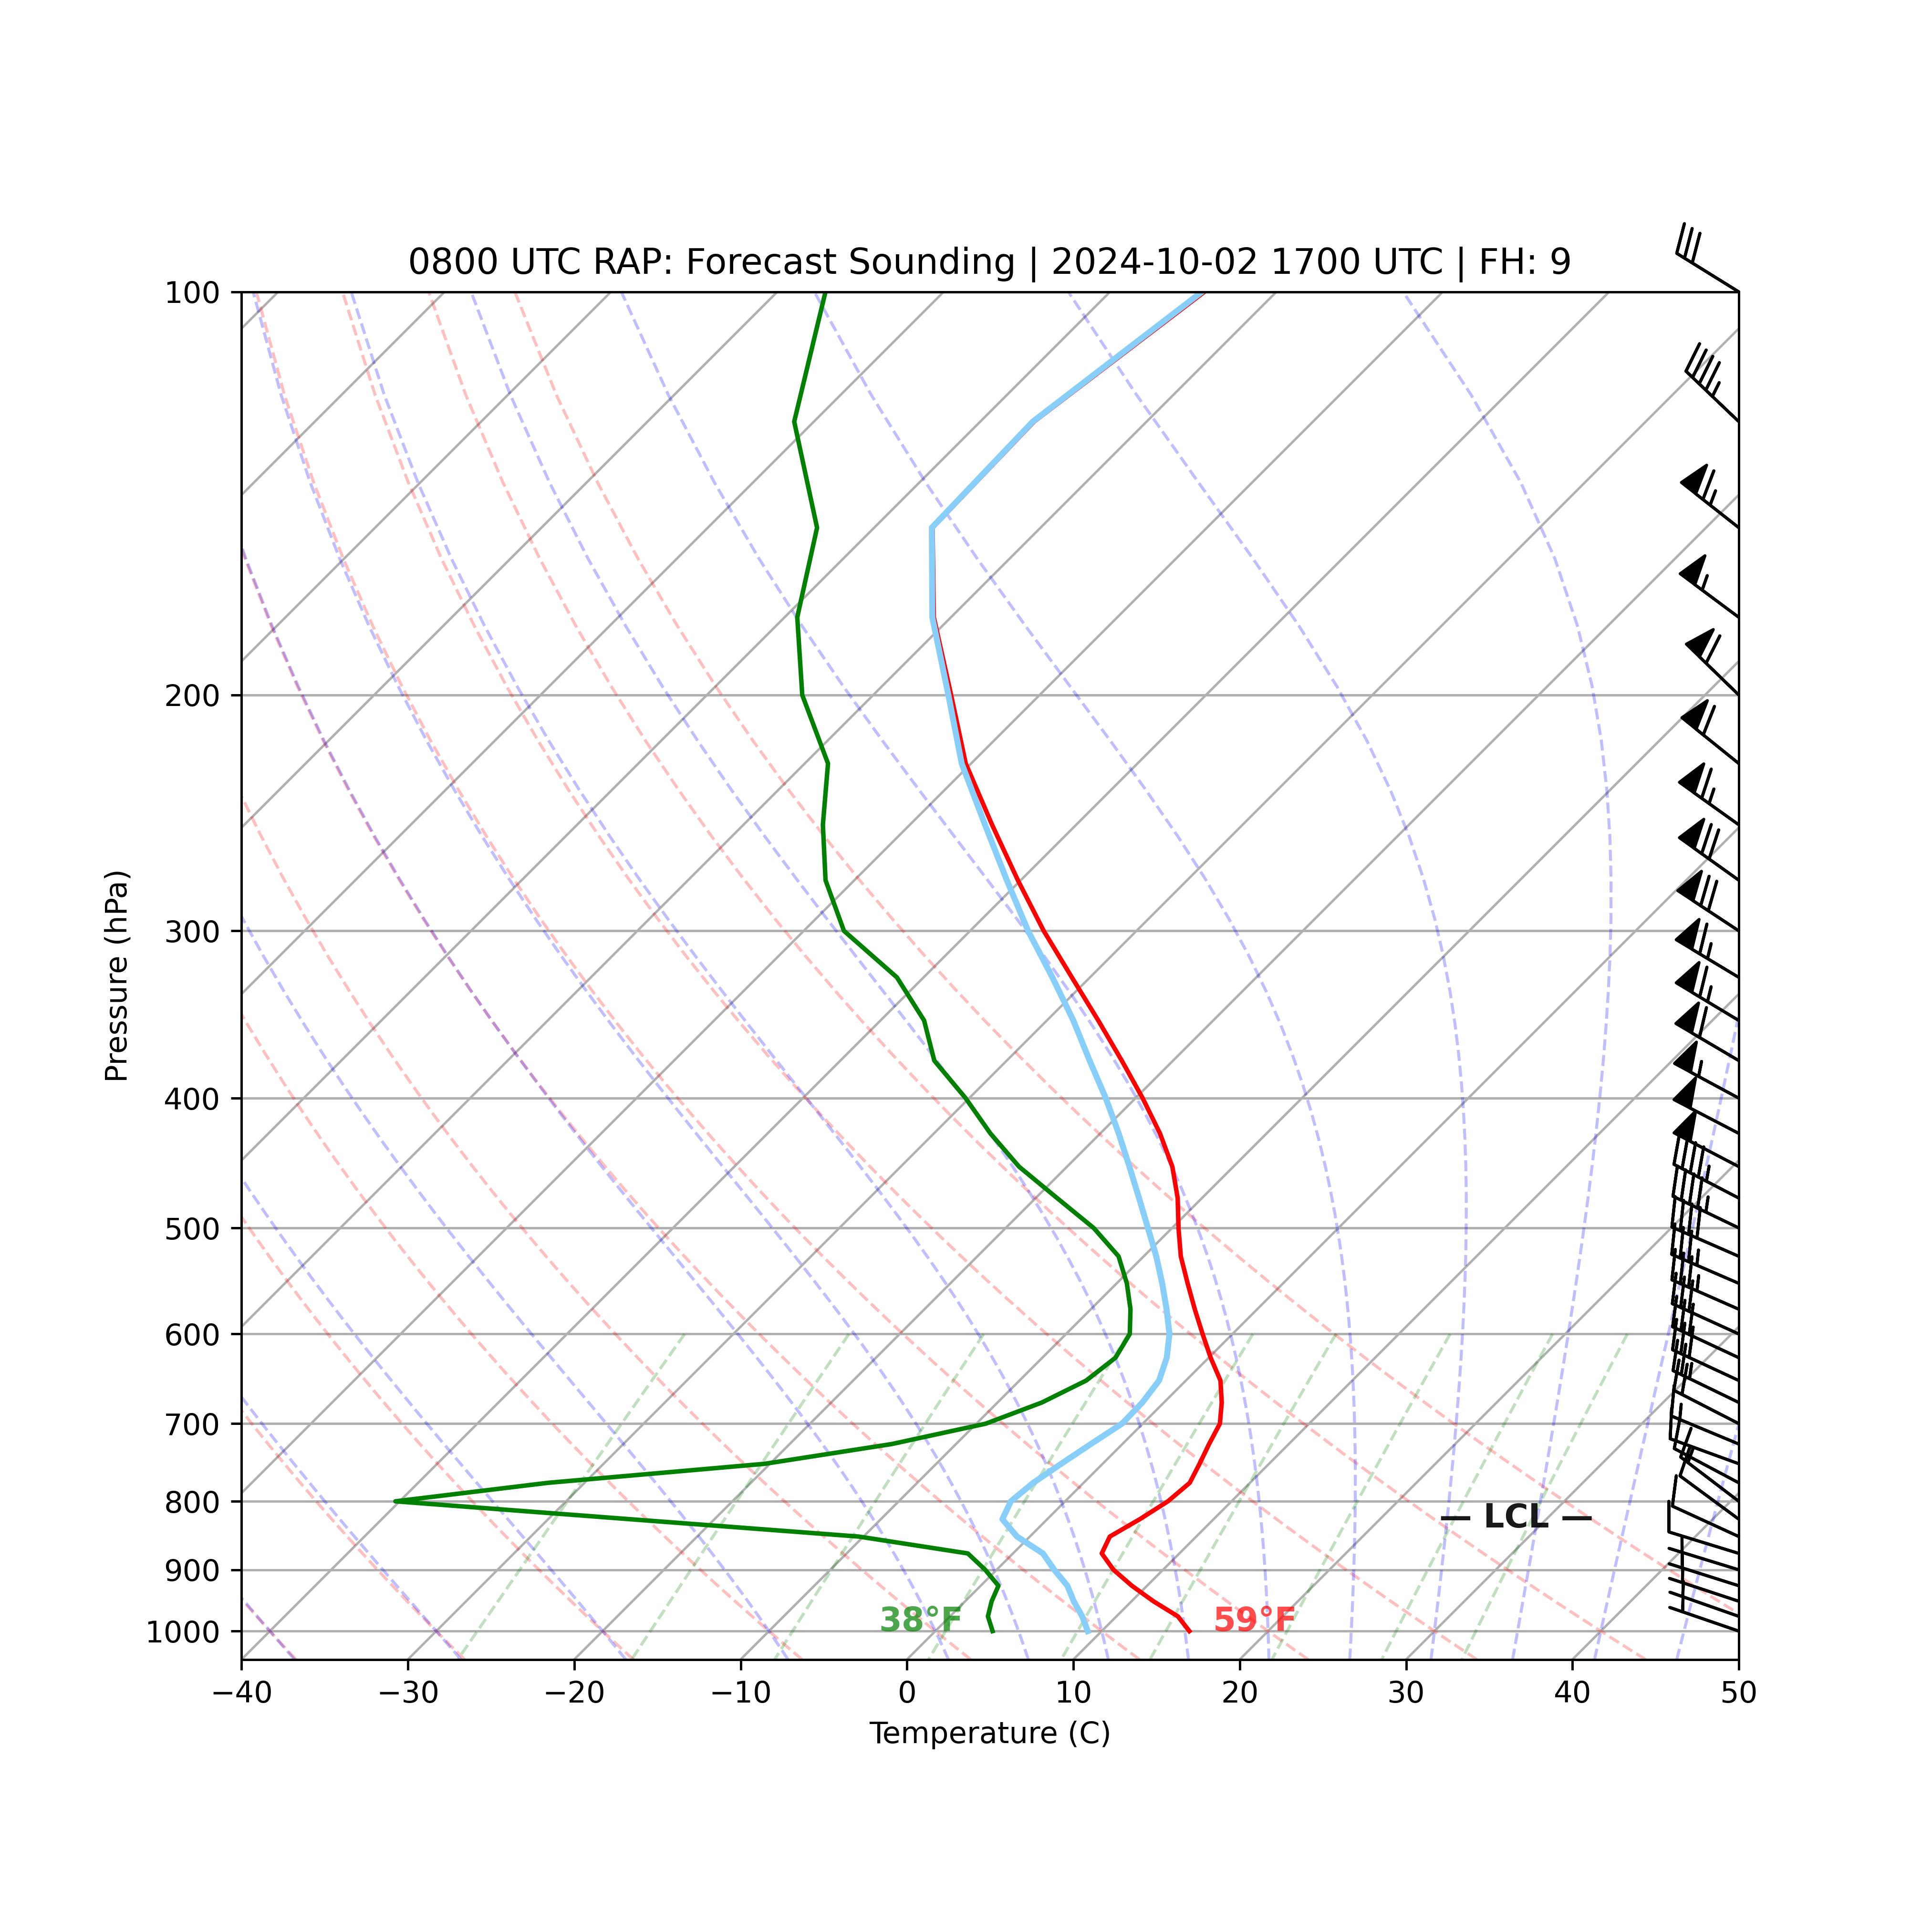 0800 UTC RAP: Forecast Sounding | 2024-10-02 1700 UTC | FH: 9
100
200
300
400
500
600
700
800
900
1000
Pressure (hPa)
— LCL —
38°F
59°F
−40 −30 −20 −10 0 10 20 30 40 50
Temperature (C)